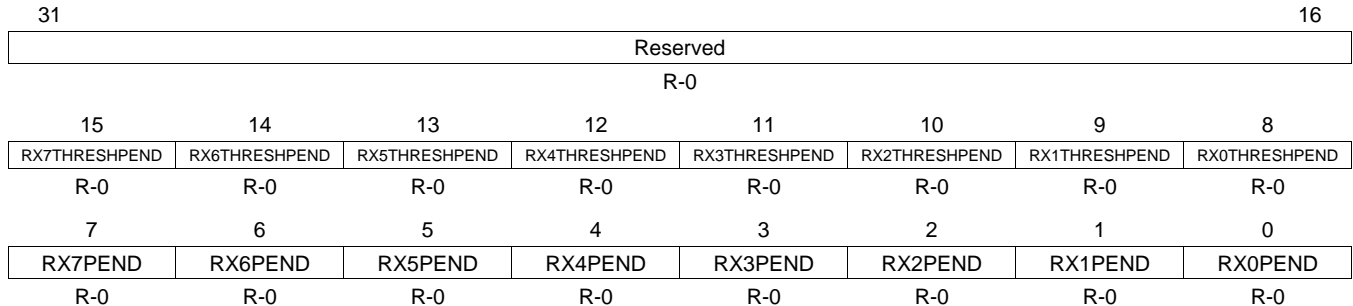 31 16
Reserved
R-0
15 14 13 12 11 10 9 8
RX7THRESHPEND RX6THRESHPEND RX5THRESHPEND RX4THRESHPEND RX3THRESHPEND RX2THRESHPEND RX1THRESHPEND RX0THRESHPEND
R-0 R-0 R-0 R-0 R-0 R-0 R-0 R-0
7 6 5 4 3 2 1 0
RX7PEND RX6PEND RX5PEND RX4PEND RX3PEND RX2PEND RX1PEND RX0PEND
R-0 R-0 R-0 R-0 R-0 R-0 R-0 R-0